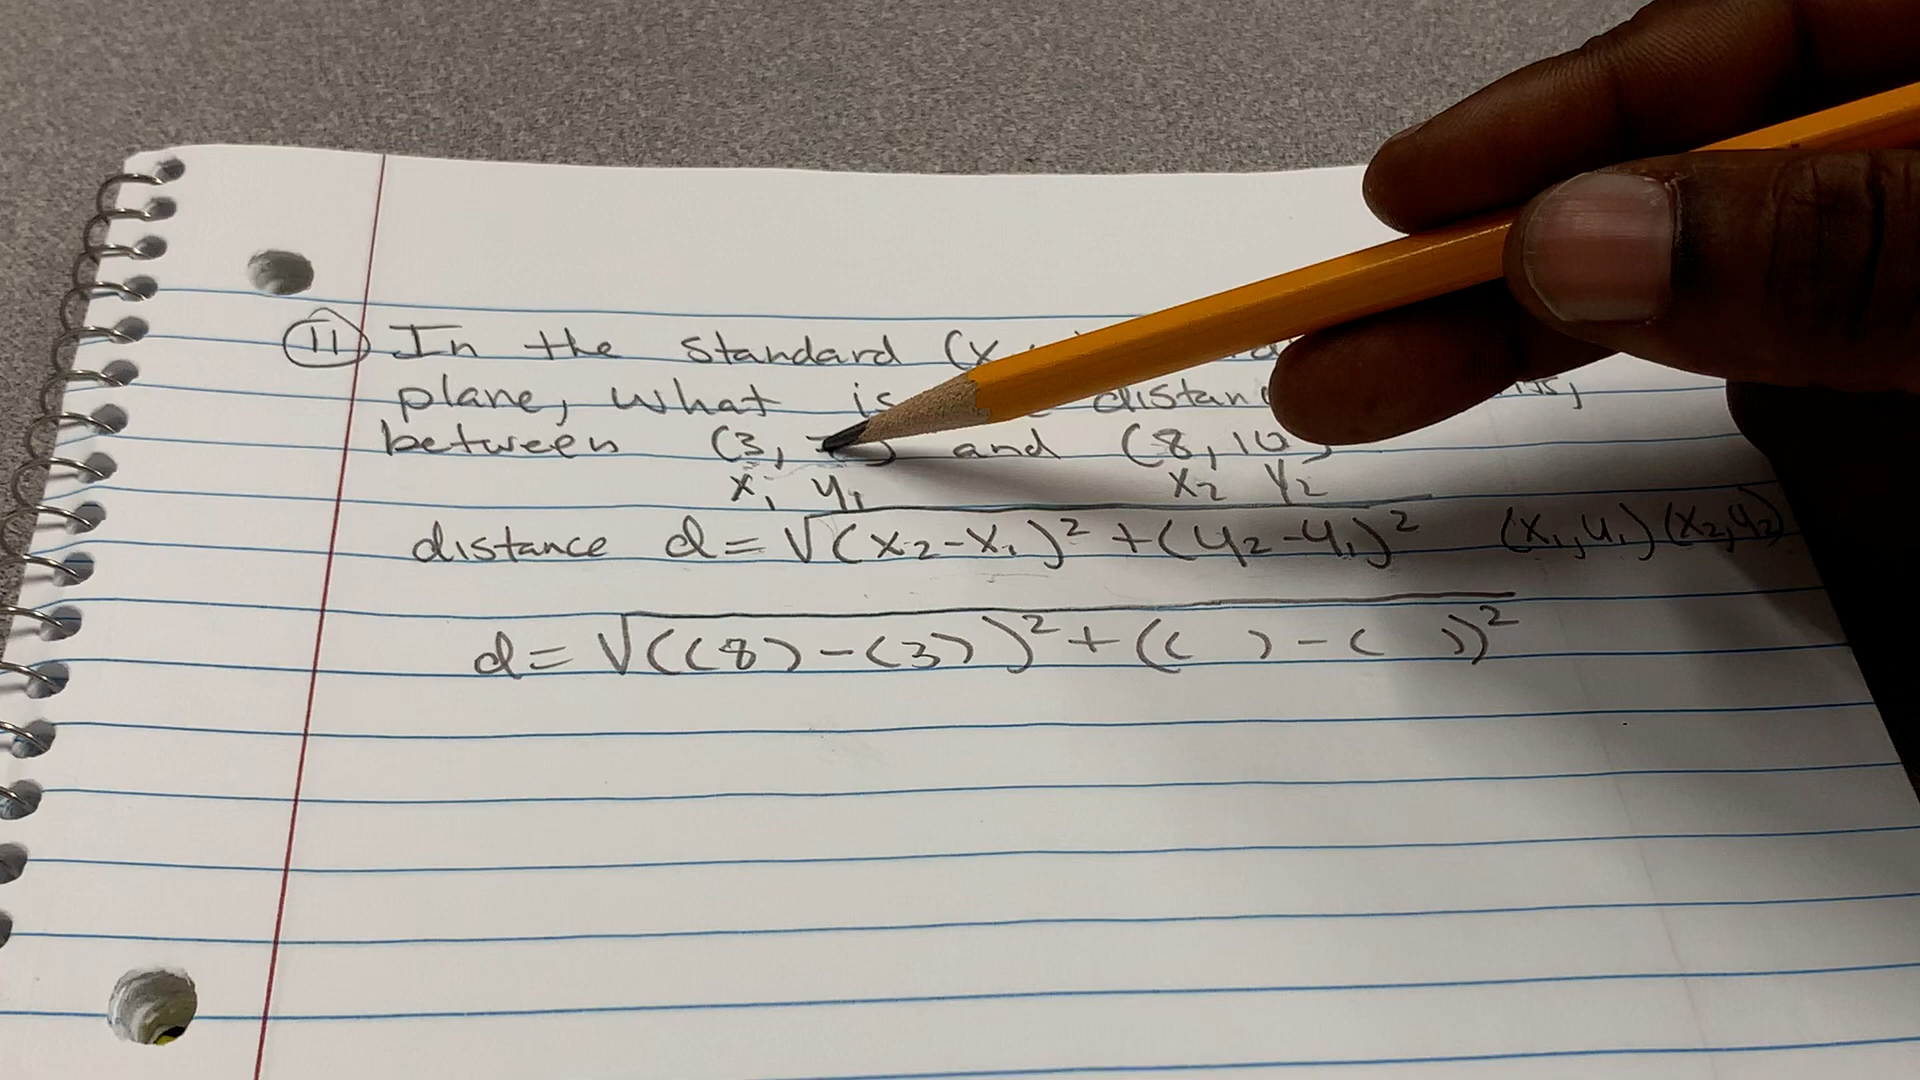 11 In the standard (x
plane, what is distan
between (3, and (8, 10)
x₁ y₁ x₂ y₂
distance d = √(x₂-x₁)² + (y₂-y₁)² (x₁, y₁) (x₂, y₂)
d = √((8) - (3))² + (( ) - ( ))²